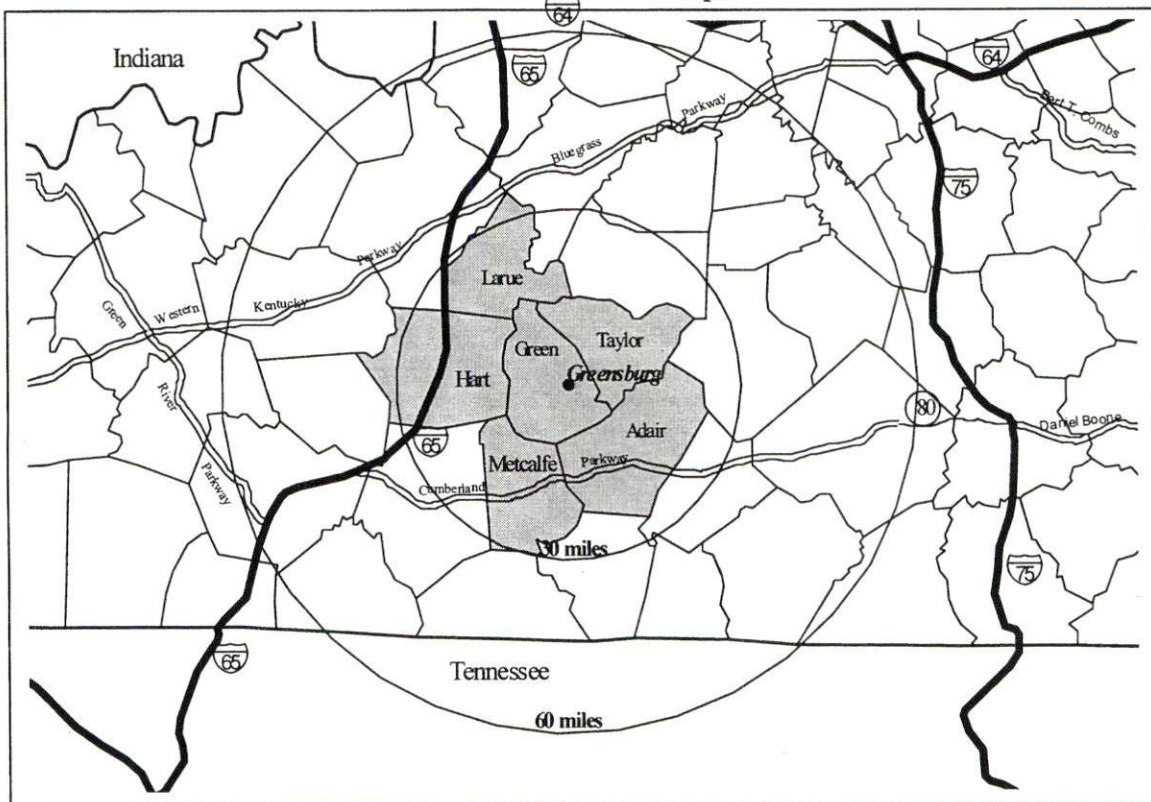 64
Indiana
65
64
Bert T. Combs
Parkway
Bluegrass
75
Parkway
Larue
Kentucky
Western
Green
Green
Taylor
Greensburg
Hart
River
80
Daniel Boone
Adair
65
Metcalfe
Parkway
Parkway
Cumberland
30 miles
75
65
Tennessee
60 miles